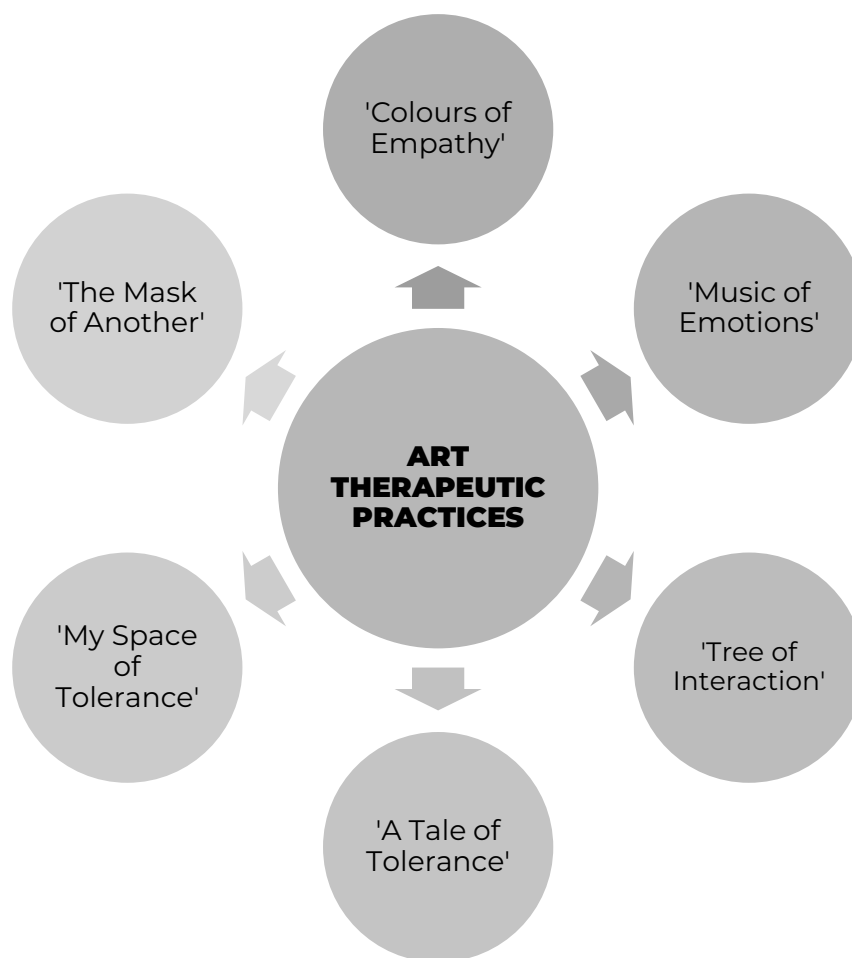 'Colours of
Empathy'
'Music of
Emotions'
'Tree of
Interaction'
'A Tale of
Tolerance'
'My Space
of
Tolerance'
'The Mask
of Another'
ART
THERAPEUTIC
PRACTICES